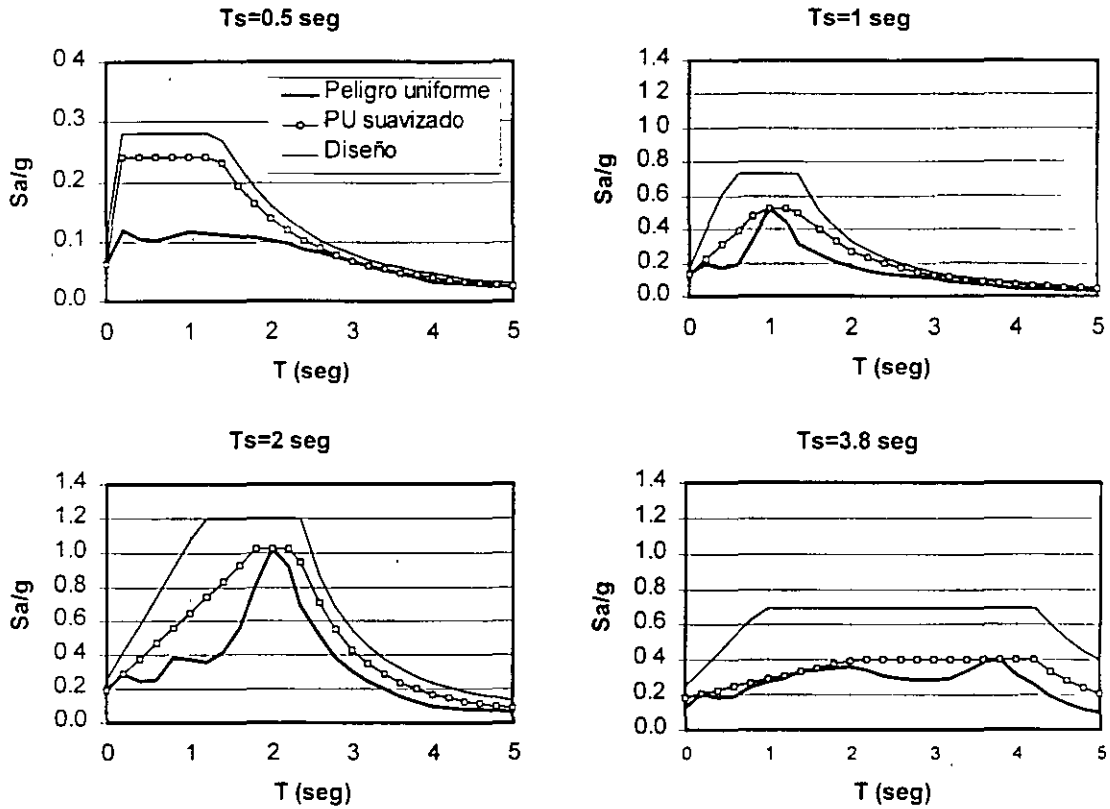 Ts=0.5 seg
0.4
0.3
0.2
0.1
0.0
Sa/g
Peligro uniforme
PU suavizado
Diseño
0 1 2 3 4 5
T (seg)
Ts=1 seg
1.4
1.2
1.0
0.8
0.6
0.4
0.2
0.0
Sa/g
0 1 2 3 4 5
T (seg)
Ts=2 seg
1.4
1.2
1.0
0.8
0.6
0.4
0.2
0.0
Sa/g
0 1 2 3 4 5
T (seg)
Ts=3.8 seg
1.4
1.2
1.0
0.8
0.6
0.4
0.2
0.0
Sa/g
0 1 2 3 4 5
T (seg)